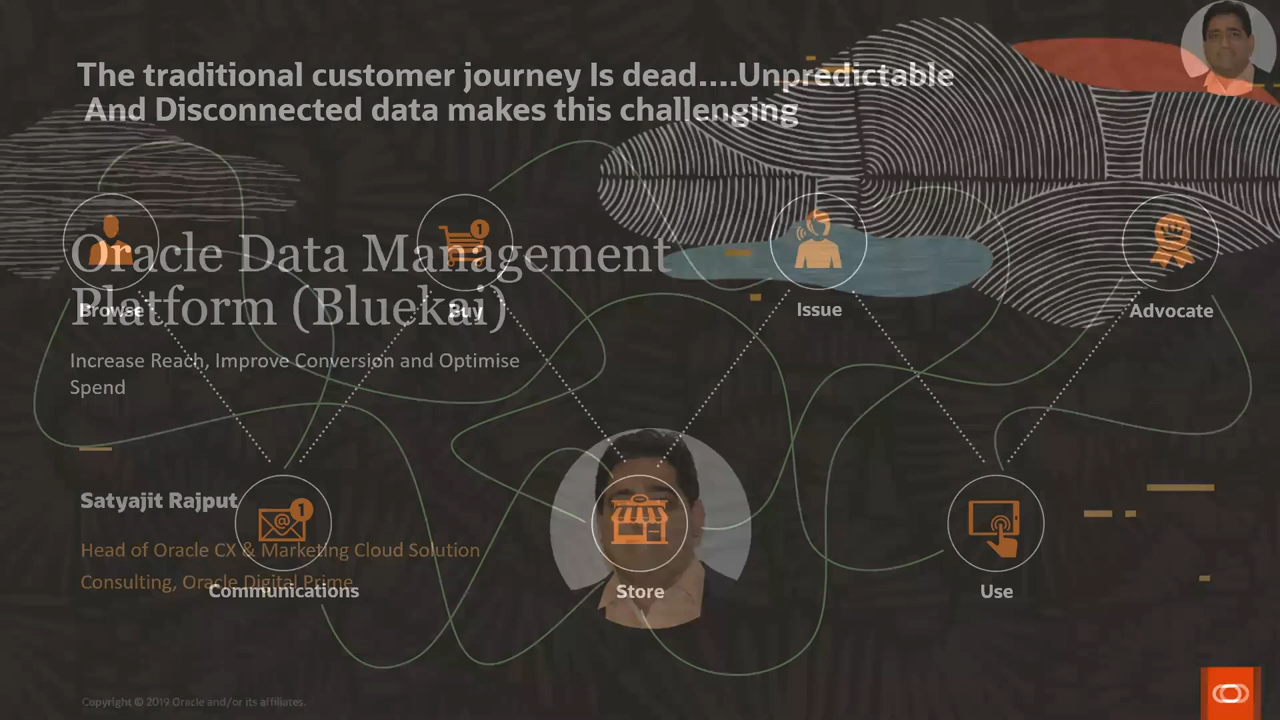 The traditional customer journey Is dead....Unpredictable
And Disconnected data makes this challenging
Oracle Data Management
Platform (Bluekai)
Browse
Buy
Issue
Advocate
Increase Reach, Improve Conversion and Optimise
Spend
Satyajit Rajput
1
1
@
Head of Oracle CX & Marketing Cloud Solution
Consulting, Oracle Digital Prime
Communications
Store
Use
Copyright © 2019 Oracle and/or its affiliates.